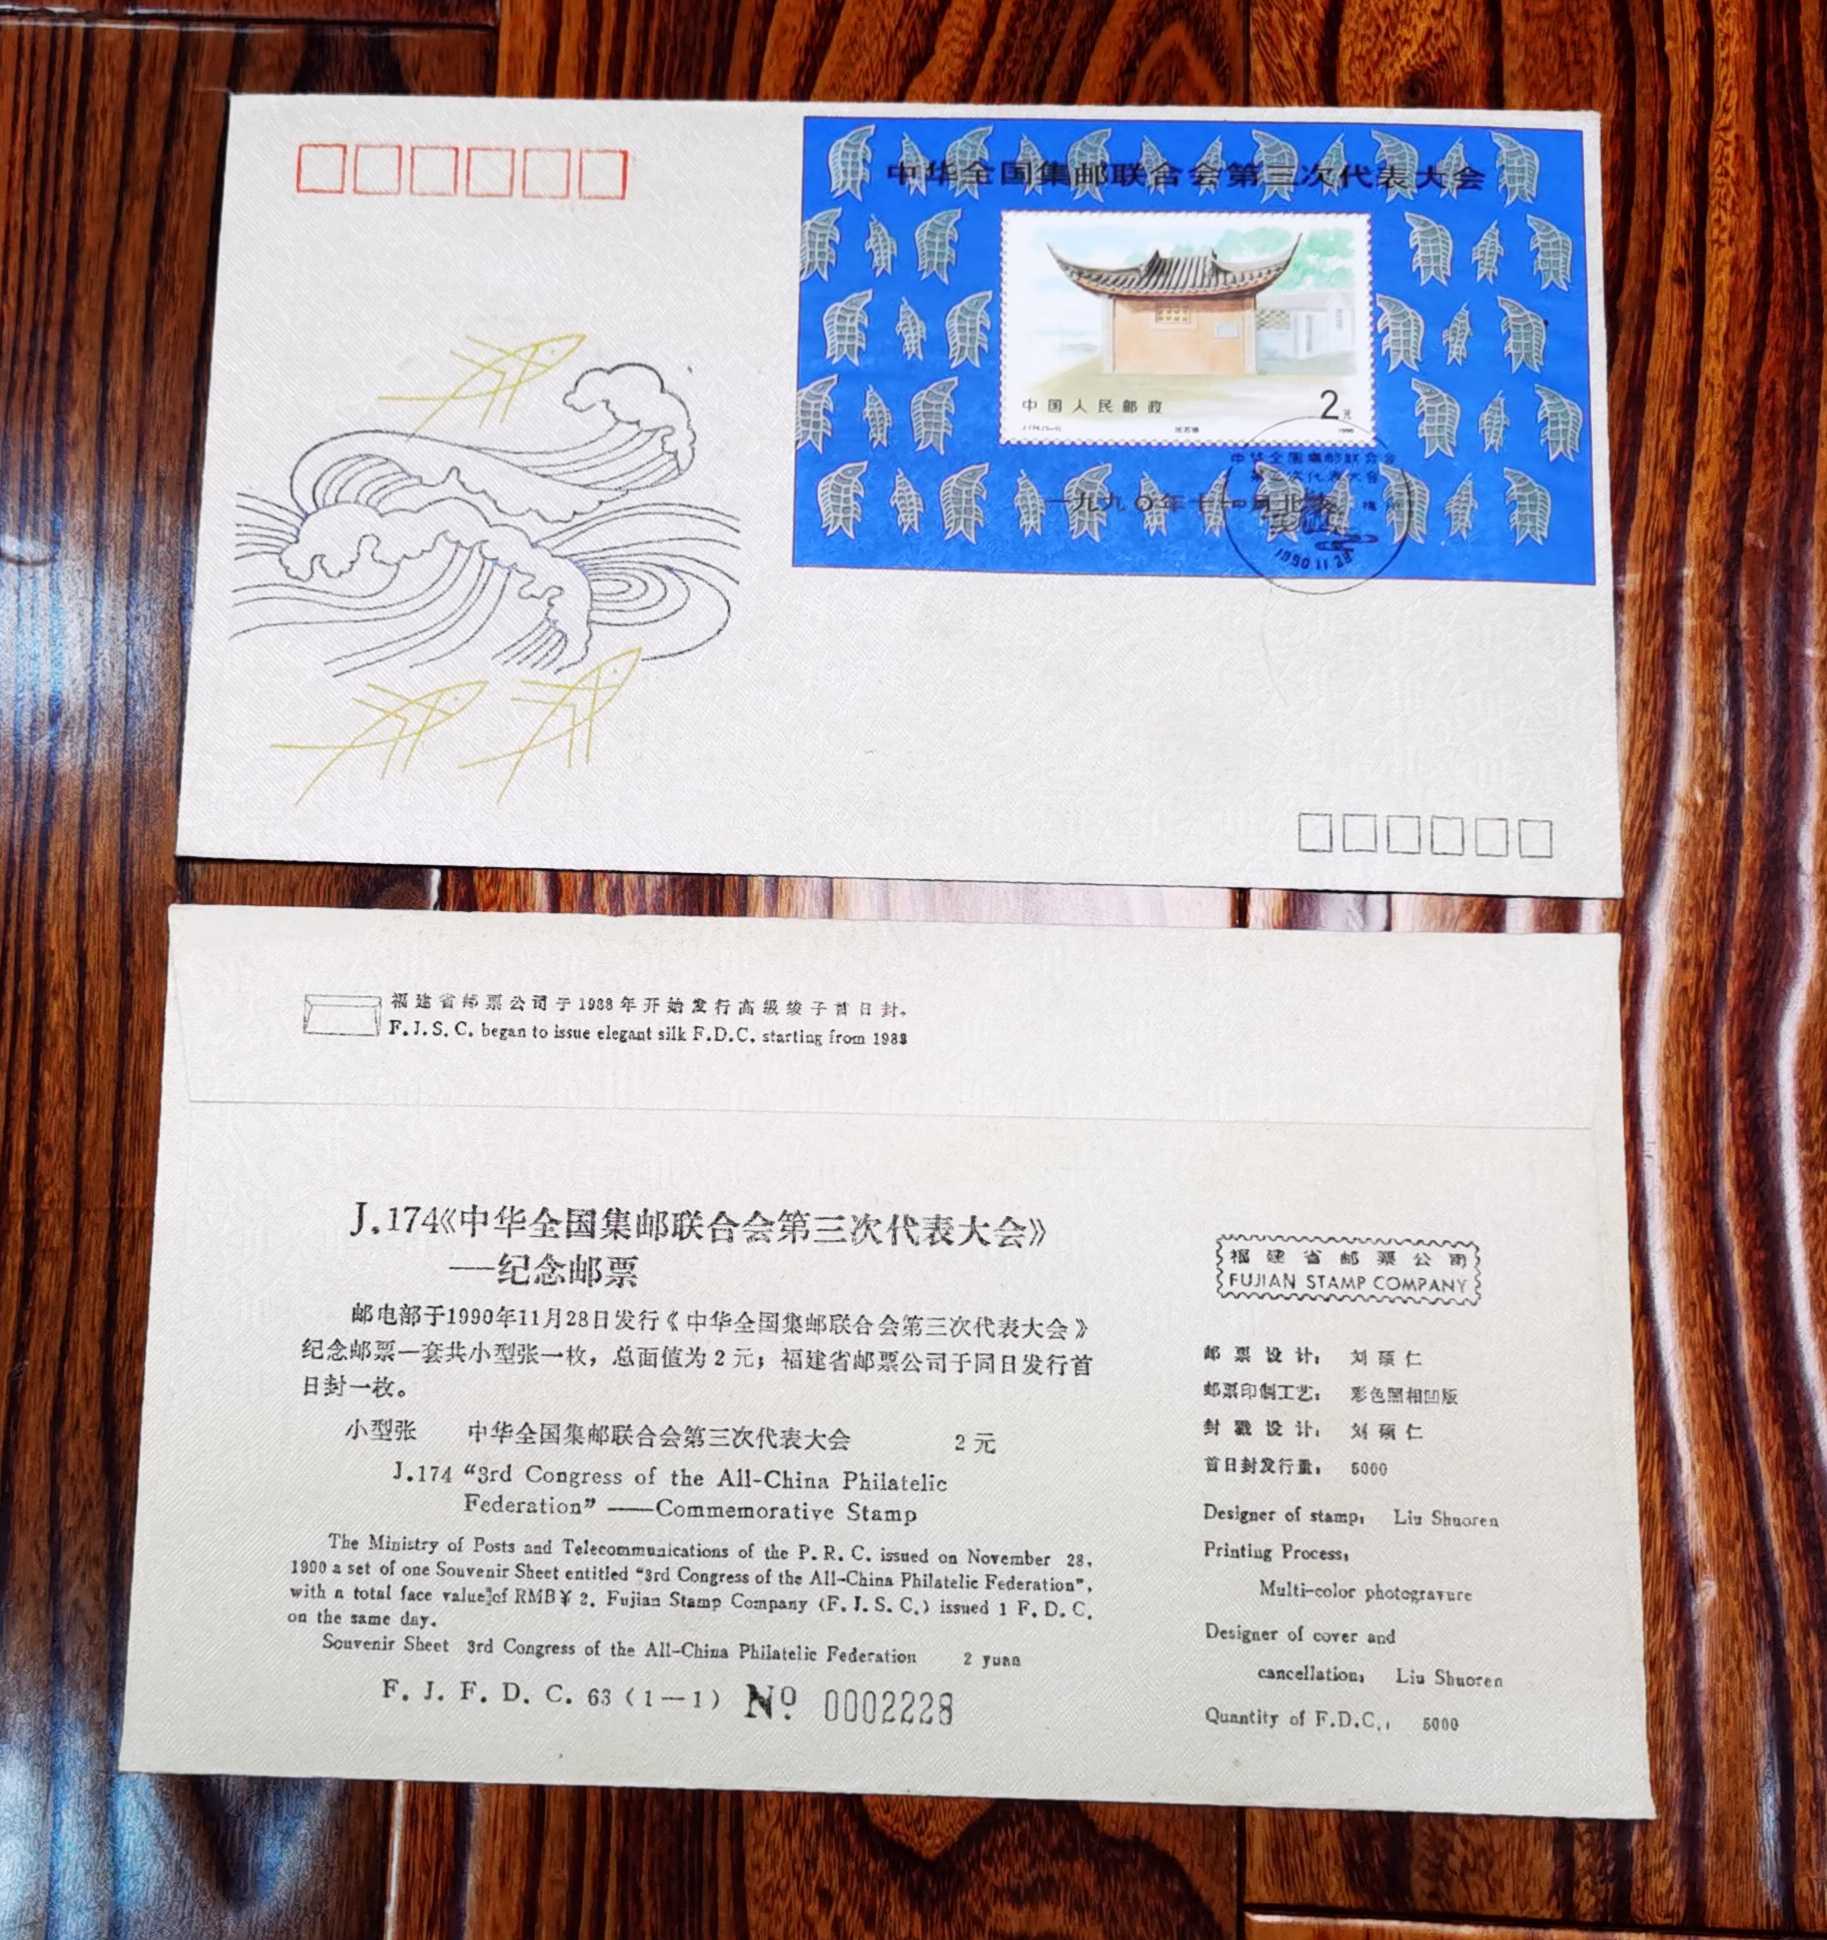 中华全国集邮联合会第三次代表大会
中国人民邮政
2元
J174.(1-1)
1990
一九九〇年十一月北京
中华全国集邮联合会
第三次代表大会
1990.11.28
福建省邮票公司于1988年开始发行高级绫子首日封。
F.J.S.C. began to issue elegant silk F.D.C. starting from 1988
J.174《中华全国集邮联合会第三次代表大会》
——纪念邮票
邮电部于1990年11月28日发行《中华全国集邮联合会第三次代表大会》
纪念邮票一套共小型张一枚，总面值为2元；福建省邮票公司于同日发行首
日封一枚。
小型张 中华全国集邮联合会第三次代表大会 2元
J.174 “3rd Congress of the All-China Philatelic
Federation” ——Commemorative Stamp
The Ministry of Posts and Telecommunications of the P.R.C. issued on November 28,
1990 a set of one Souvenir Sheet entitled “3rd Congress of the All-China Philatelic Federation”,
with a total face value of RMB¥ 2. Fujian Stamp Company (F.J.S.C.) issued 1 F.D.C.
on the same day.
Souvenir Sheet 3rd Congress of the All-China Philatelic Federation 2 yuan
F.J.F.D.C. 63 (1—1) Nº 0002228
福建省邮票公司
FUJIAN STAMP COMPANY
邮票设计： 刘硕仁
邮票印制工艺： 彩色照相凹版
封戳设计： 刘硕仁
首日封发行量： 5000
Designer of stamp: Liu Shuoren
Printing Process:
Multi-color photogravure
Designer of cover and
cancellation: Liu Shuoren
Quantity of F.D.C.: 5000